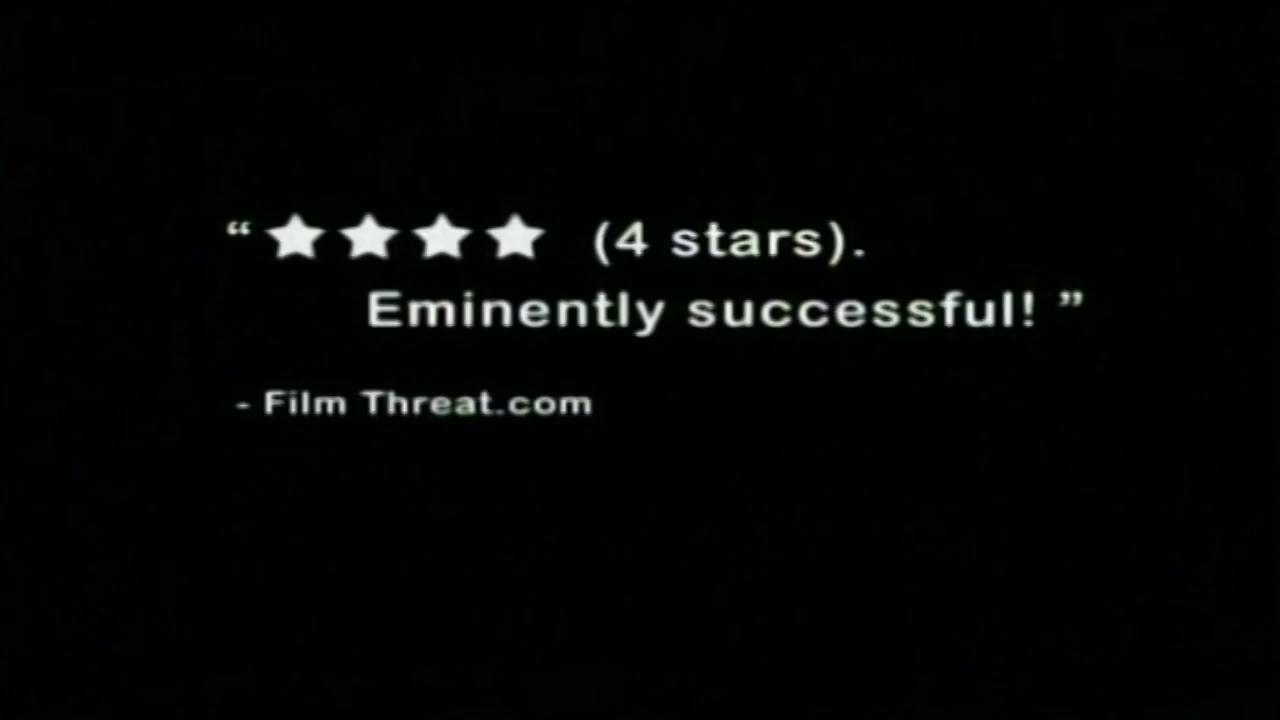 “★★★★ (4 stars).
Eminently successful! ”
- Film Threat.com